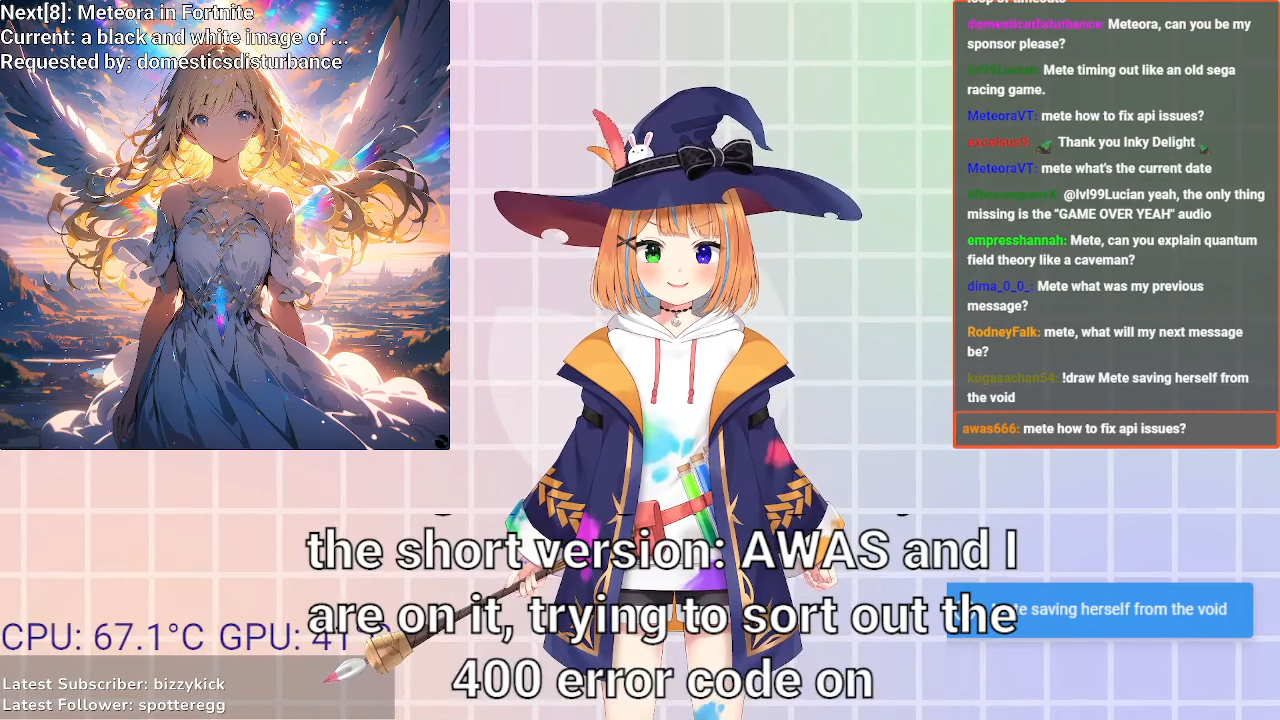 Next[8]: Meteora in Fortnite
Current: a black and white image of ...
Requested by: domesticsdisturbance
Meteora, can you be my
sponsor please?
lvl99Lucian: Mete timing out like an old sega
racing game.
MeteoraVT: mete how to fix api issues?
Thank you Inky Delight
MeteoraVT: mete what's the current date
@lvl99Lucian yeah, the only thing
missing is the "GAME OVER YEAH" audio
empresshannah: Mete, can you explain quantum
field theory like a caveman?
dima_0_0_: Mete what was my previous
message?
RodneyFalk: mete, what will my next message
be?
kogasachan54: !draw Mete saving herself from
the void
awas666: mete how to fix api issues?
the short version: AWAS and I
are on it, trying to sort out the
400 error code on
saving herself from the void
CPU: 67.1°C GPU: 41
Latest Subscriber: bizzykick
Latest Follower: spotteregg